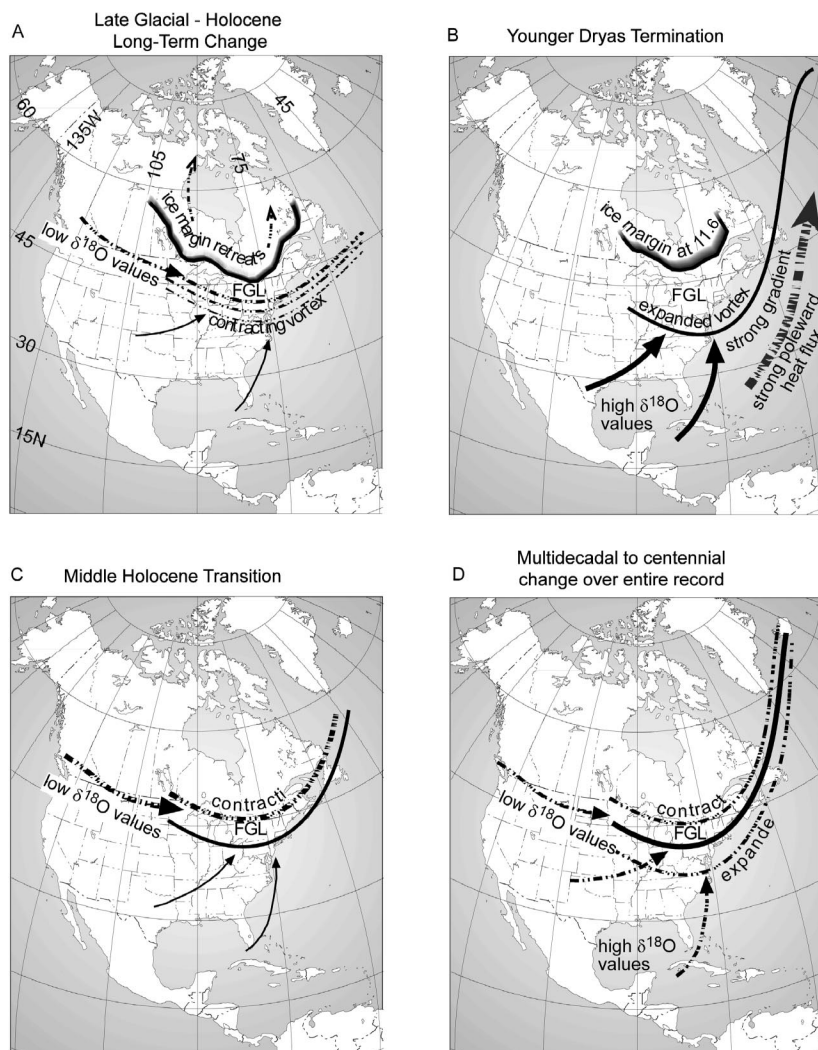 A
Late Glacial - Holocene
Long-Term Change
60
135W
105
75
45
45
30
15N
ice margin retreats
low δ18O values
FGL
contracting vortex
B
Younger Dryas Termination
ice margin at 11.6
FGL
expanded vortex
strong gradient
strong poleward
heat flux
high δ18O
values
C
Middle Holocene Transition
contracti
low δ18O values
FGL
D
Multidecadal to centennial
change over entire record
contract
low δ18O values
FGL
expande
high δ18O
values